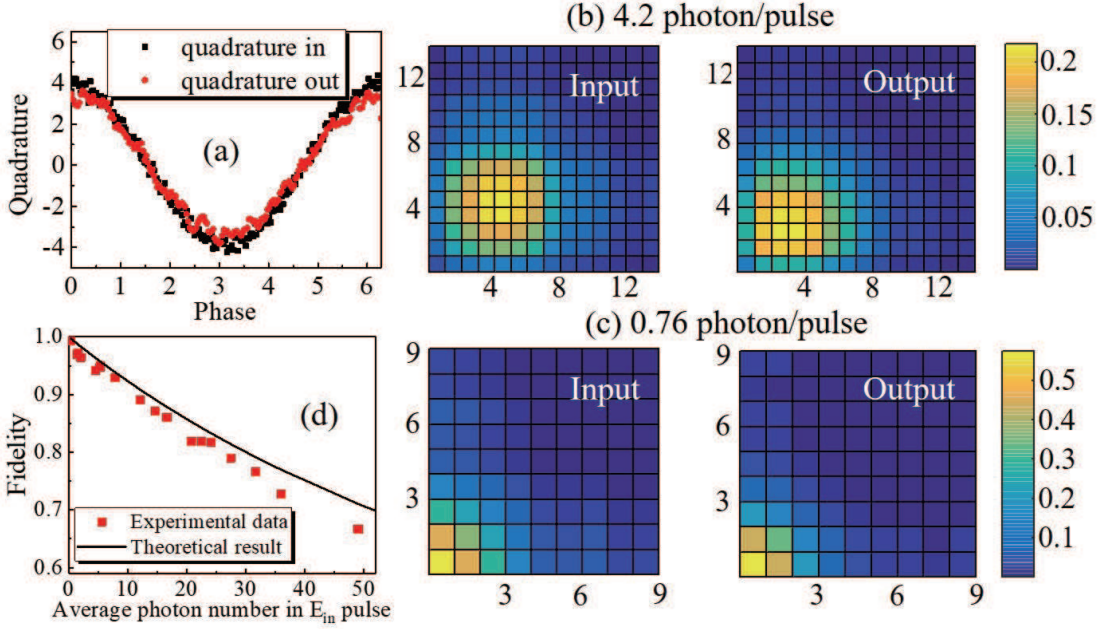 6
4
2
0
-2
-4
Quadrature
quadrature in
quadrature out
(a)
0 1 2 3 4 5 6
Phase
(b) 4.2 photon/pulse
12
8
4
Input
4 8 12
12
8
4
Output
4 8 12
0.2
0.15
0.1
0.05
1.0
0.9
0.8
0.7
0.6
Fidelity
(d)
Experimental data
Theoretical result
0 10 20 30 40 50
Average photon number in Ein pulse
(c) 0.76 photon/pulse
9
6
3
Input
3 6 9
9
6
3
Output
3 6 9
0.5
0.4
0.3
0.2
0.1